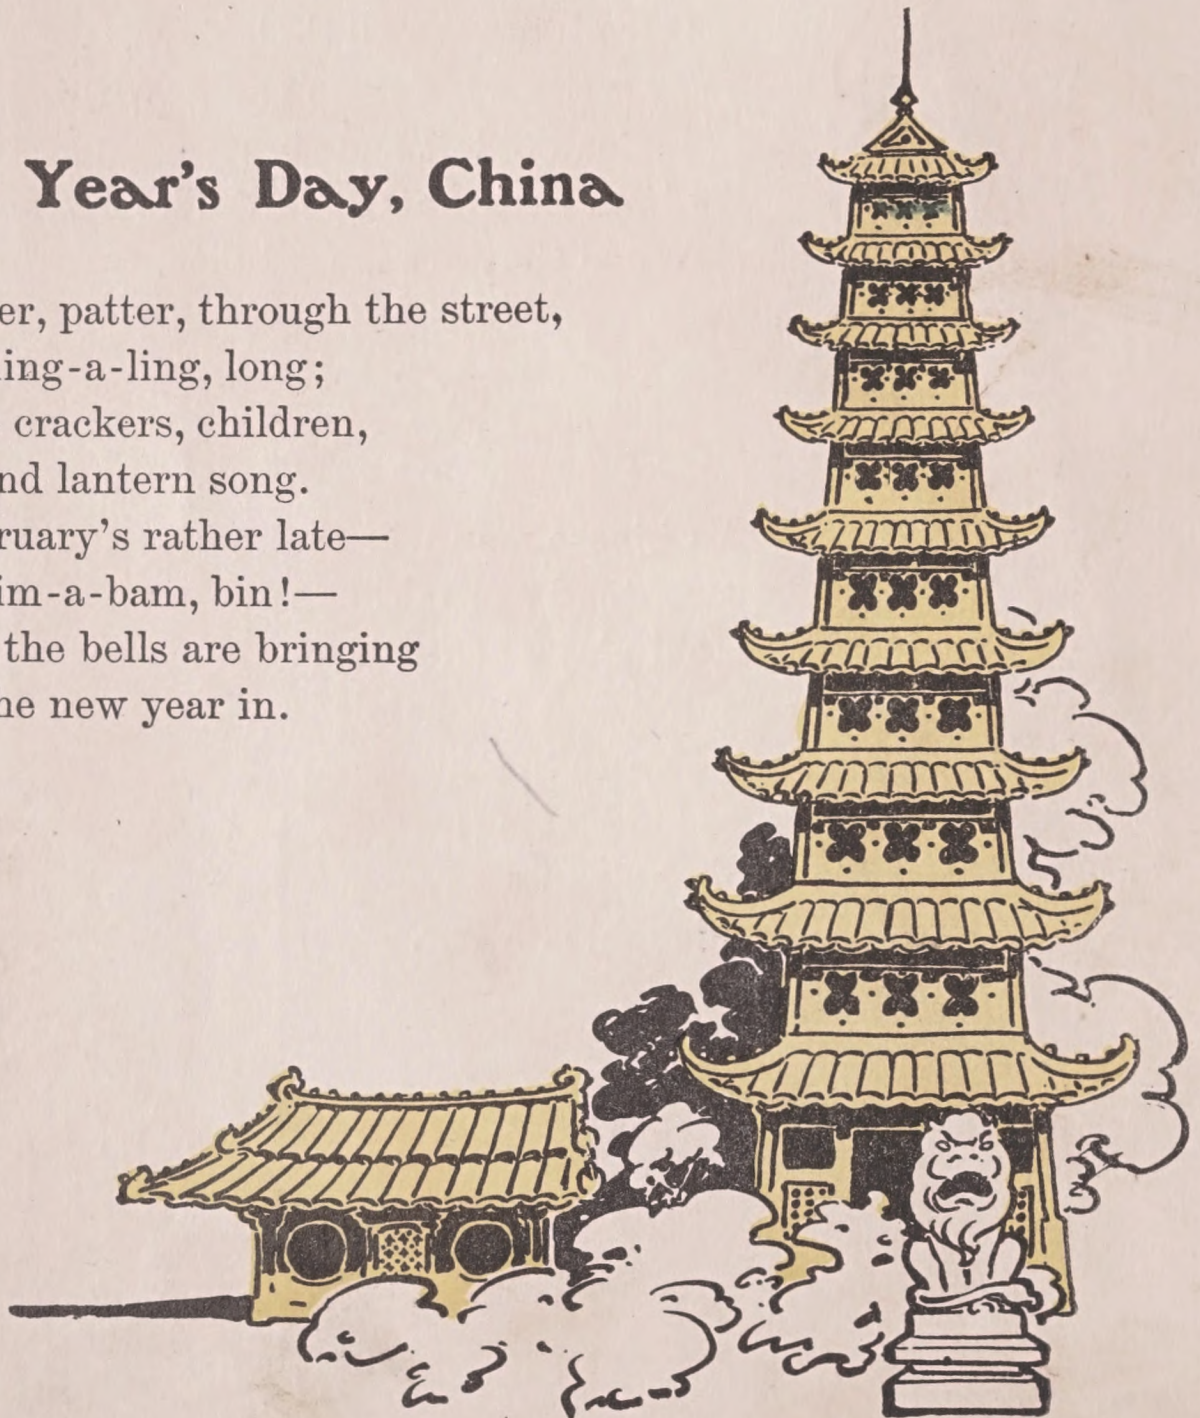 Year's Day, China
er, patter, through the street,
ing-a-ling, long;
crackers, children,
nd lantern song.
ruary's rather late—
im-a-bam, bin!—
the bells are bringing
he new year in.